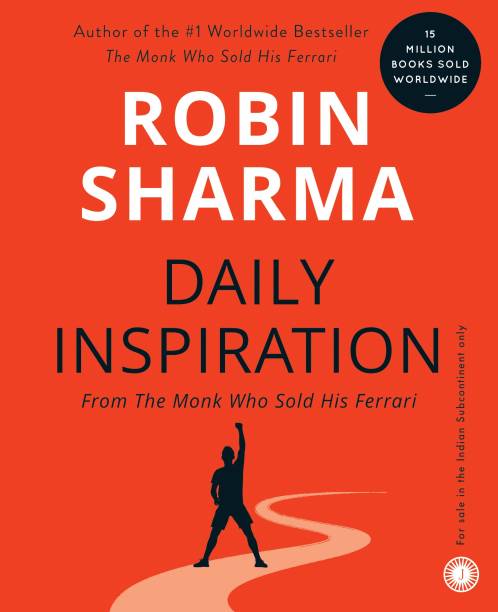 Author of the #1 Worldwide Bestseller
The Monk Who Sold His Ferrari
15
MILLION
BOOKS SOLD
WORLDWIDE
ROBIN
SHARMA
DAILY
INSPIRATION
From The Monk Who Sold His Ferrari
For sale in the Indian Subcontinent only
J